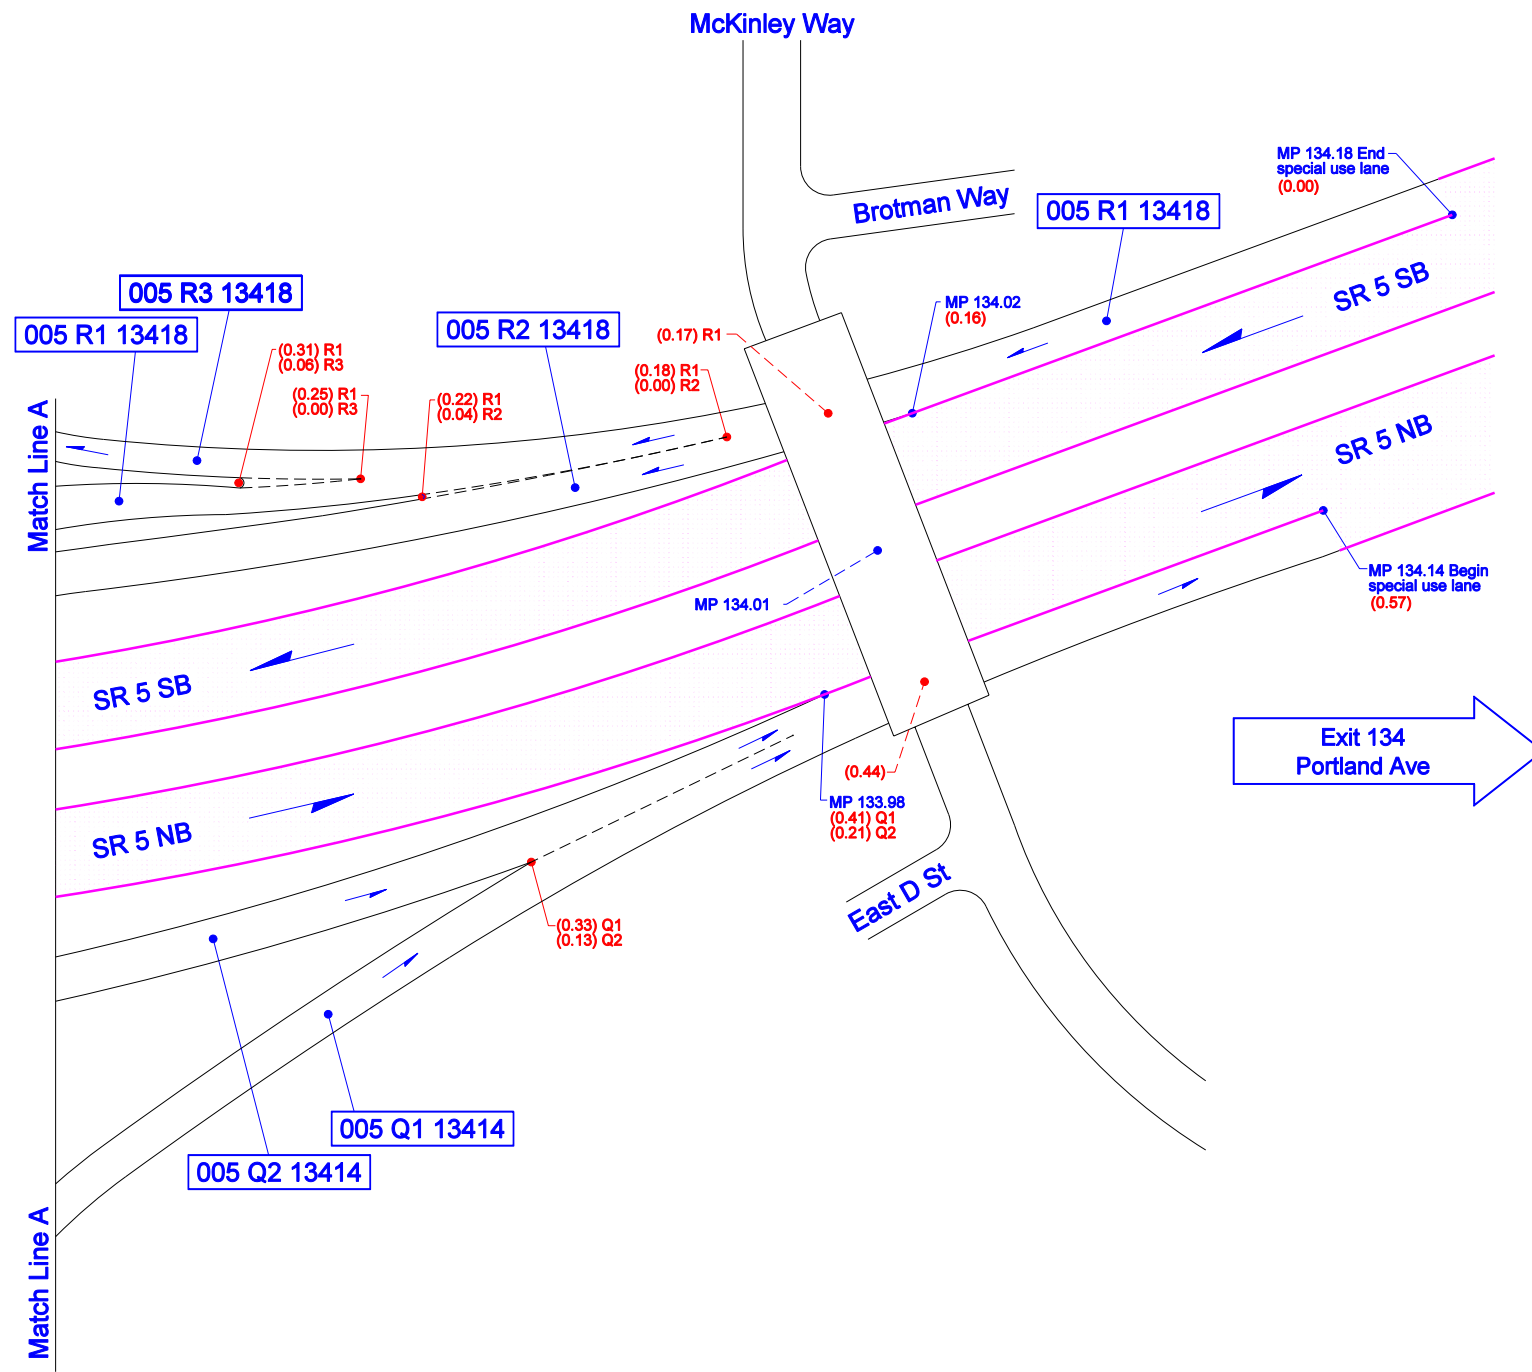 McKinley Way
MP 134.18 End
special use lane
(0.00)
Brotman Way
005 R1 13418
SR 5 SB
005 R3 13418
005 R1 13418
005 R2 13418
MP 134.02
(0.16)
(0.17) R1
(0.31) R1
(0.06) R3
(0.18) R1
(0.00) R2
(0.25) R1
(0.00) R3
(0.22) R1
(0.04) R2
Match Line A
SR 5 NB
MP 134.14 Begin
special use lane
(0.57)
MP 134.01
SR 5 SB
Exit 134
Portland Ave
(0.44)
MP 133.98
(0.41) Q1
(0.21) Q2
SR 5 NB
East D St
(0.33) Q1
(0.13) Q2
005 Q1 13414
005 Q2 13414
Match Line A